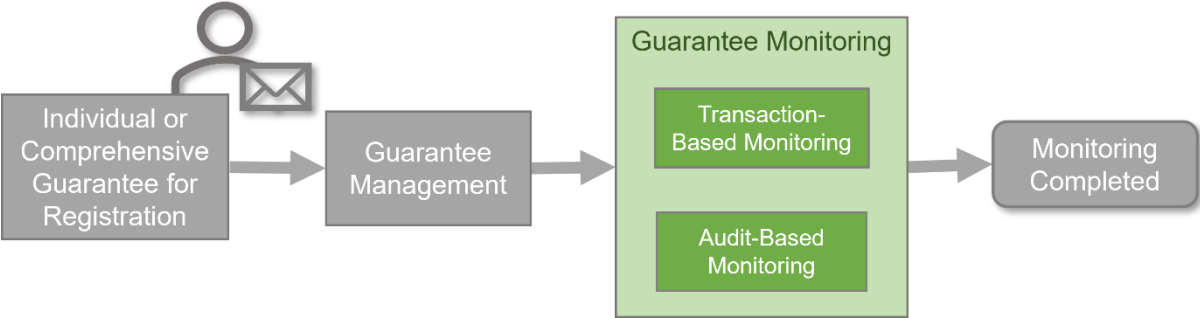 Individual or
Comprehensive
Guarantee for
Registration
Guarantee
Management
Guarantee Monitoring
Transaction-
Based Monitoring
Audit-Based
Monitoring
Monitoring
Completed